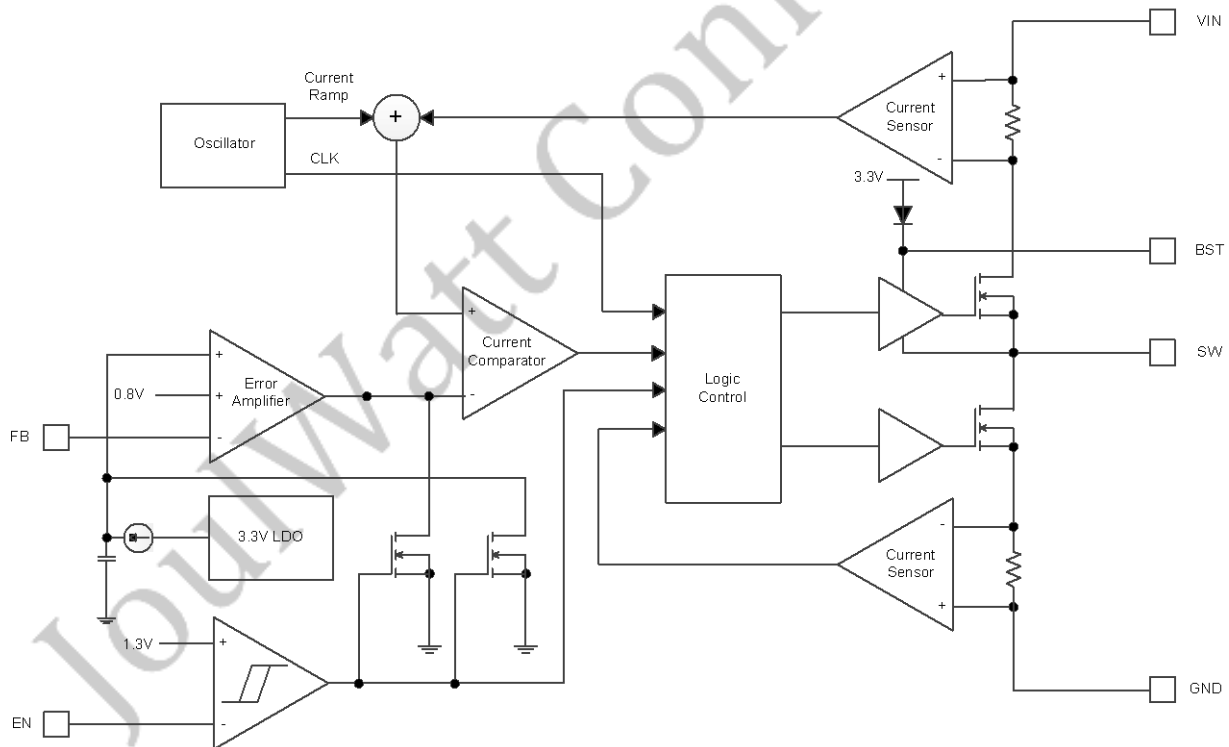 VIN
Current
Ramp
+
+
Current
Sensor
-
Oscillator
CLK
3.3V
BST
+
Current
Comparator
-
Logic
Control
SW
+
0.8V
+
Error
Amplifier
-
FB
3.3V LDO
-
Current
Sensor
+
1.3V
+
GND
EN
-
JoulWatt